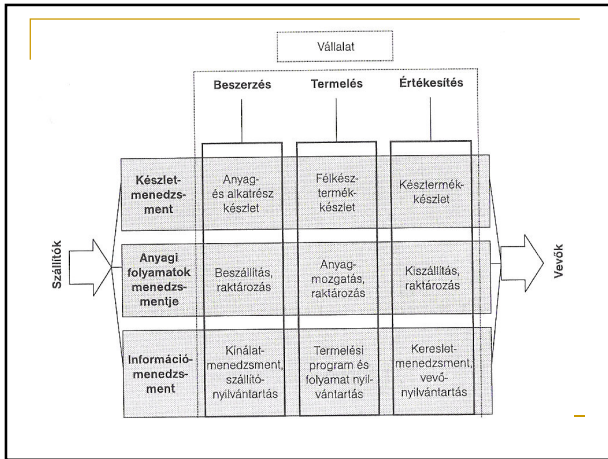 Vállalat
Beszerzés
Termelés
Értékesítés
Készlet-
menedzs-
ment
Anyag-
és alkatrész
készlet
Félkész-
termék-
készlet
Késztermék-
készlet
Szállítók
Anyagi
folyamatok
menedzs-
mentje
Beszállítás,
raktározás
Anyag-
mozgatás,
raktározás
Kiszállítás,
raktározás
Vevők
Információ-
menedzs-
ment
Kínálat-
menedzsment,
szállító-
nyilvántartás
Termelési
program és
folyamat nyil-
vántartás
Kereslet-
menedzsment,
vevő-
nyilvántartás